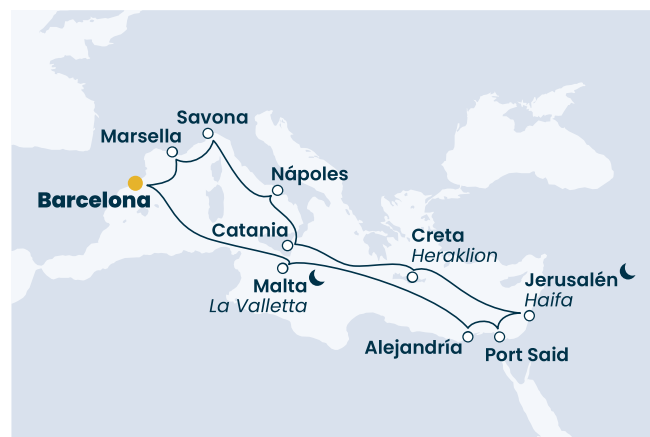 Savona
Marsella
Nápoles
Barcelona
Catania
Creta
Heraklion
Malta
La Valletta
Jerusalén
Haifa
Alejandría
Port Said